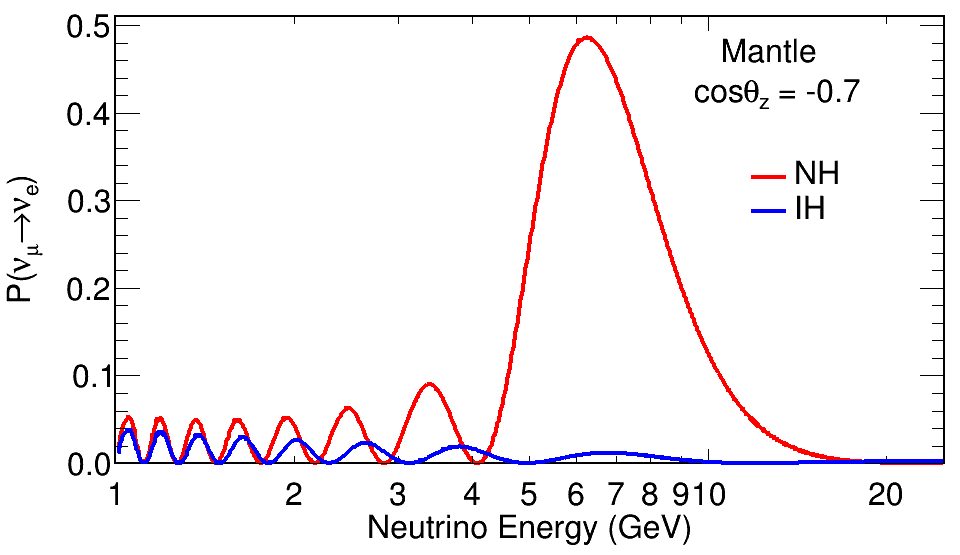 0.5
0.4
0.3
0.2
0.1
0.0
P(νμ→νe)
Mantle
cosθz = -0.7
NH
IH
1 2 3 4 5 6 7 8 9 10 20
Neutrino Energy (GeV)